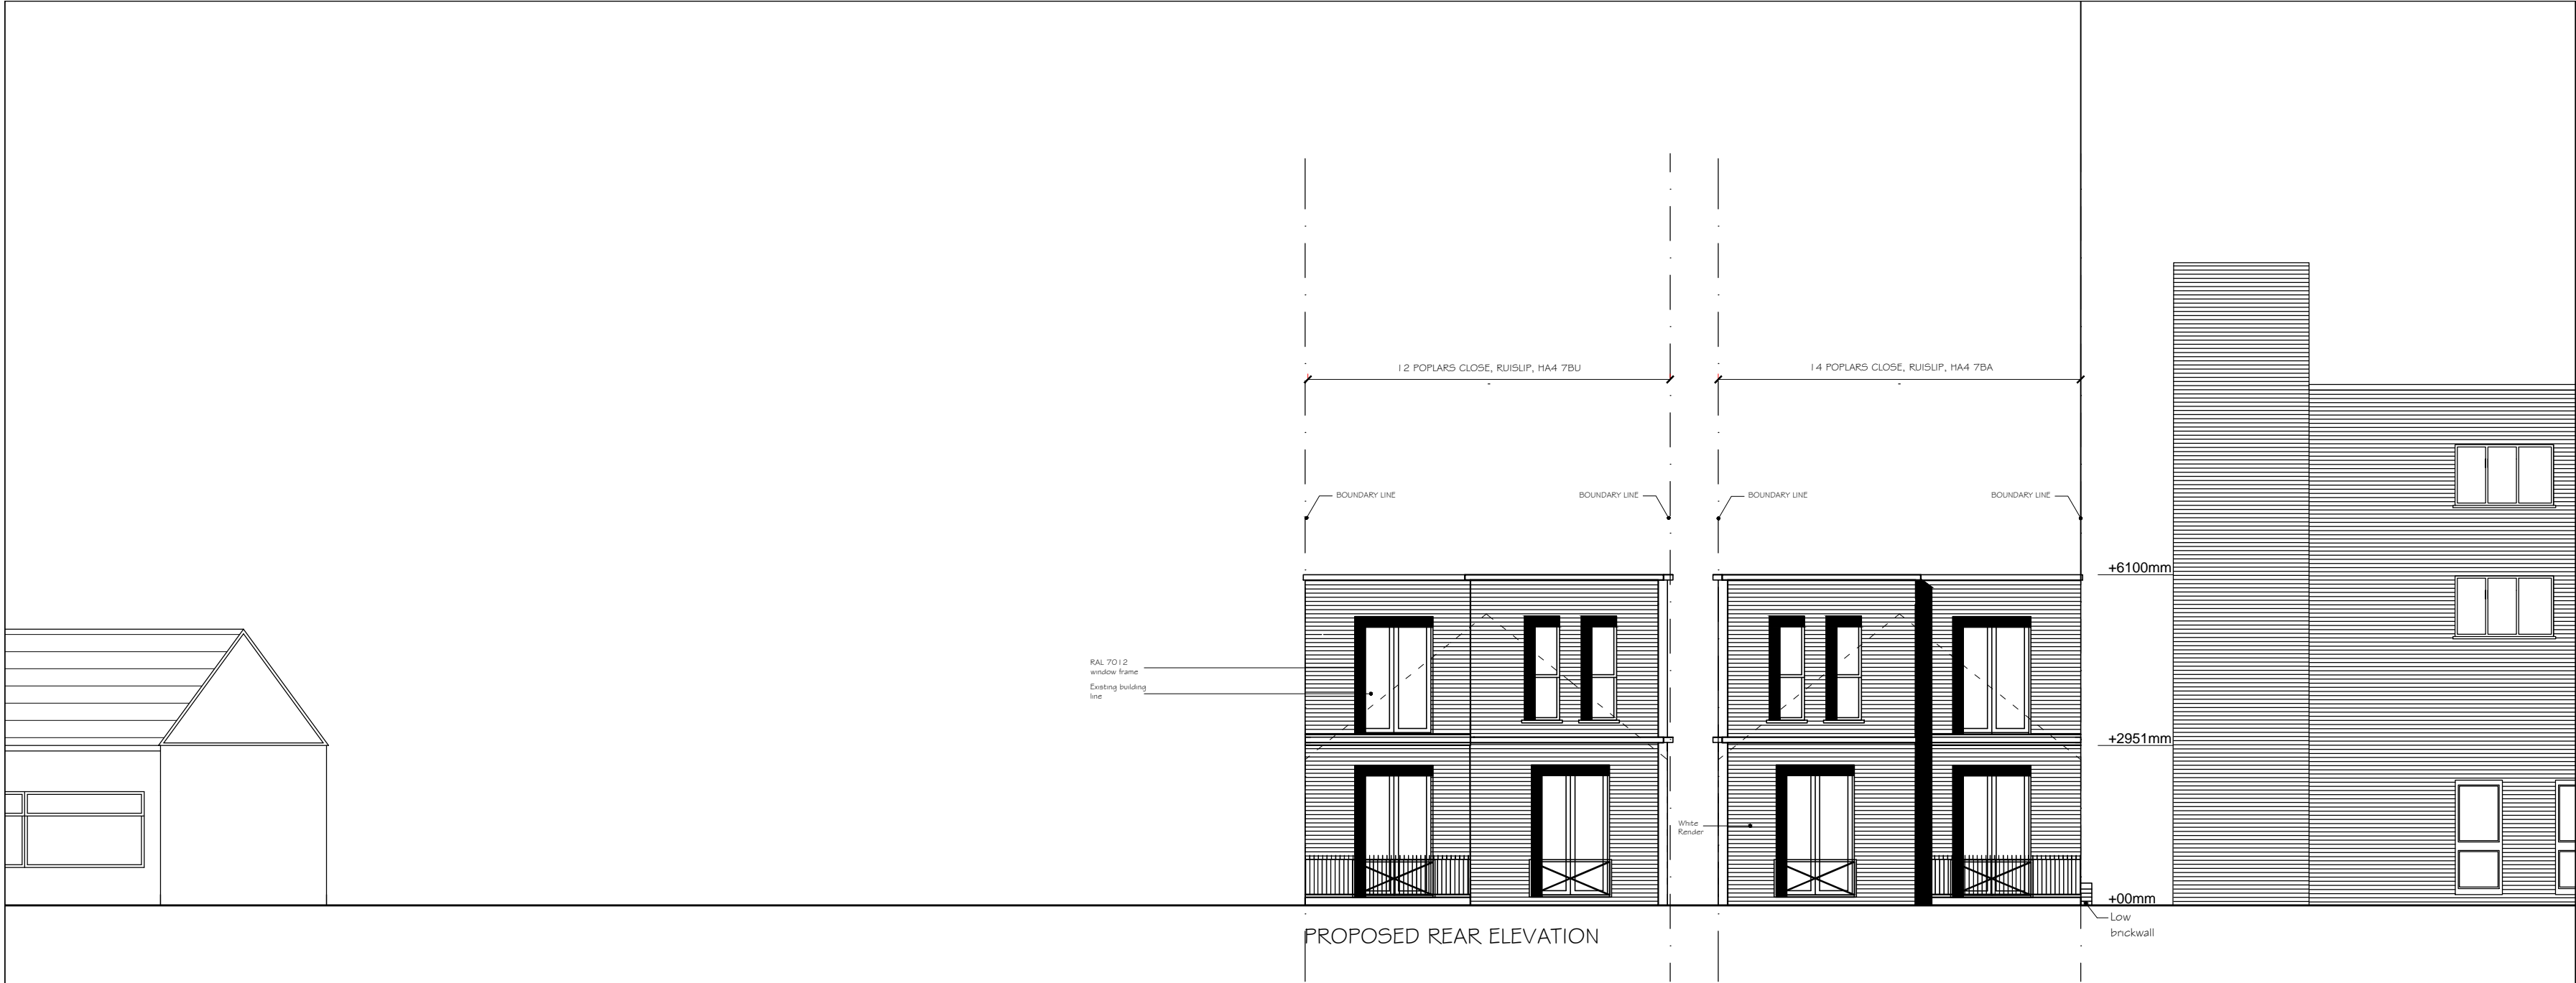 12 POPLARS CLOSE, RUISLIP, HA4 7BU
14 POPLARS CLOSE, RUISLIP, HA4 7BA
BOUNDARY LINE
BOUNDARY LINE
BOUNDARY LINE
BOUNDARY LINE
+6100mm
RAL 7012
window frame
Existing building
line
+2951mm
White
Render
+00mm
Low
brickwall
PROPOSED REAR ELEVATION